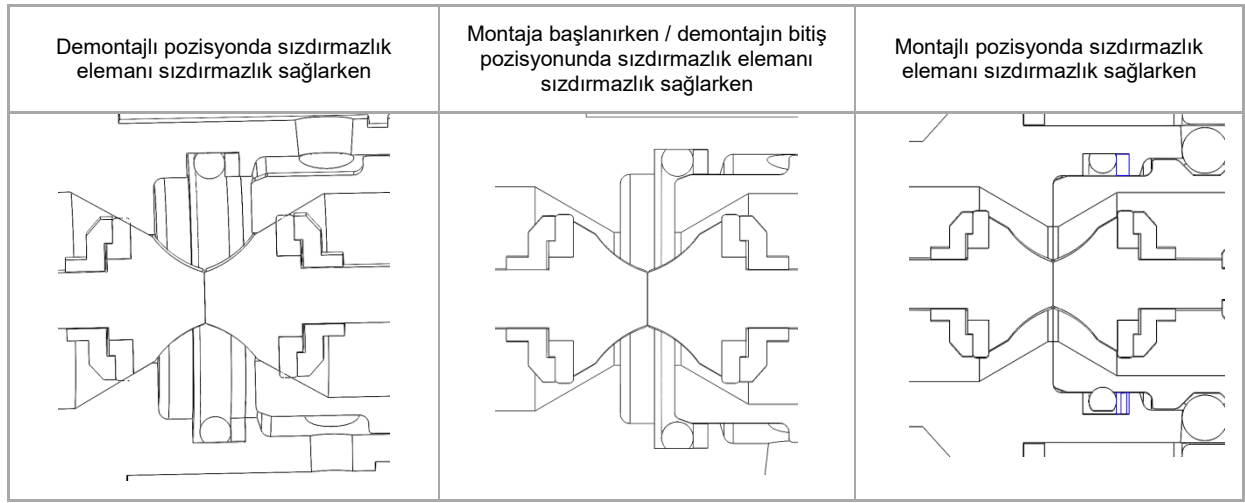 Demontajlı pozisyonda sızdırmazlık
elemanı sızdırmazlık sağlarken
Montaja başlanırken / demontajın bitiş
pozisyonunda sızdırmazlık elemanı
sızdırmazlık sağlarken
Montajlı pozisyonda sızdırmazlık
elemanı sızdırmazlık sağlarken